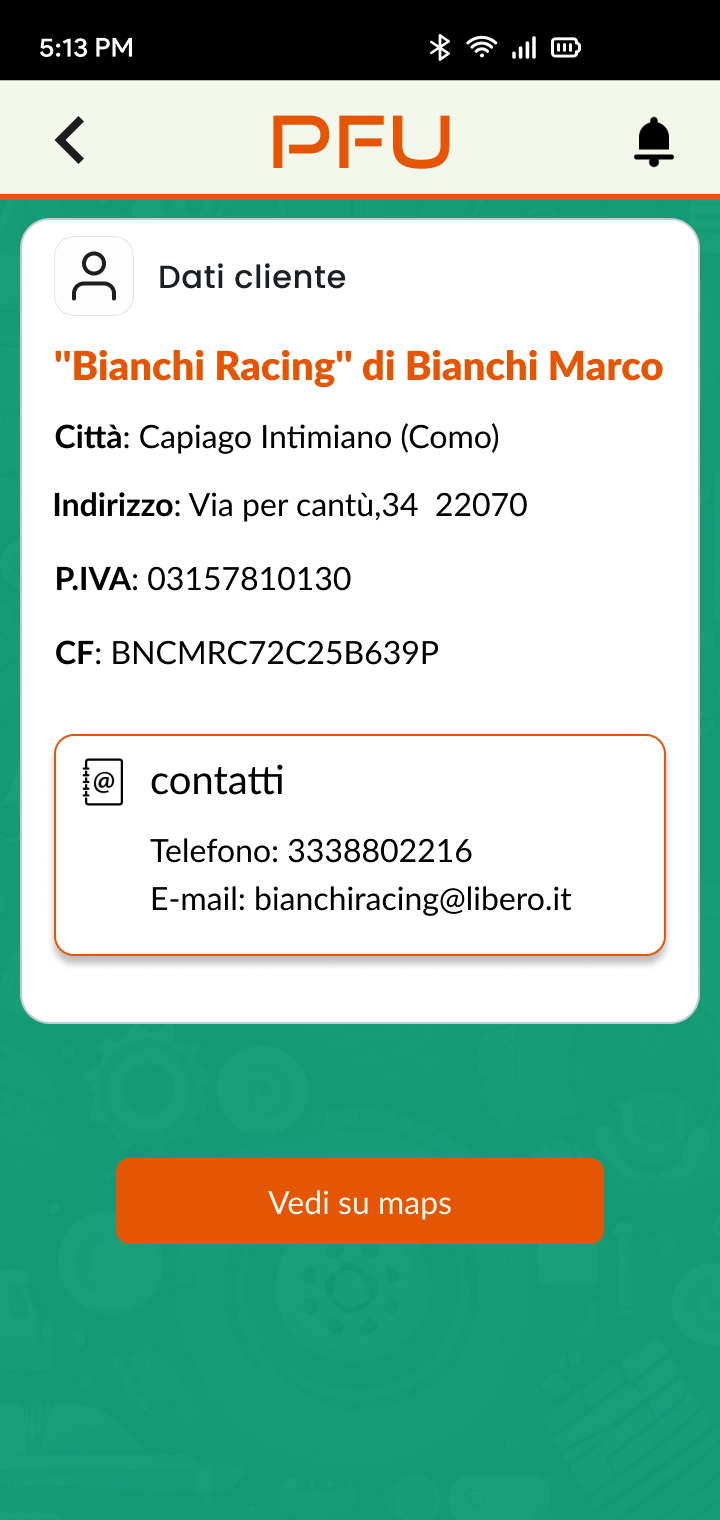 5:13 PM
PFU
Dati cliente
"Bianchi Racing" di Bianchi Marco
Città: Capiago Intimiano (Como)
Indirizzo: Via per cantù,34  22070
P.IVA: 03157810130
CF: BNCMRC72C25B639P
@ contatti
Telefono: 3338802216
E-mail: bianchiracing@libero.it
Vedi su maps